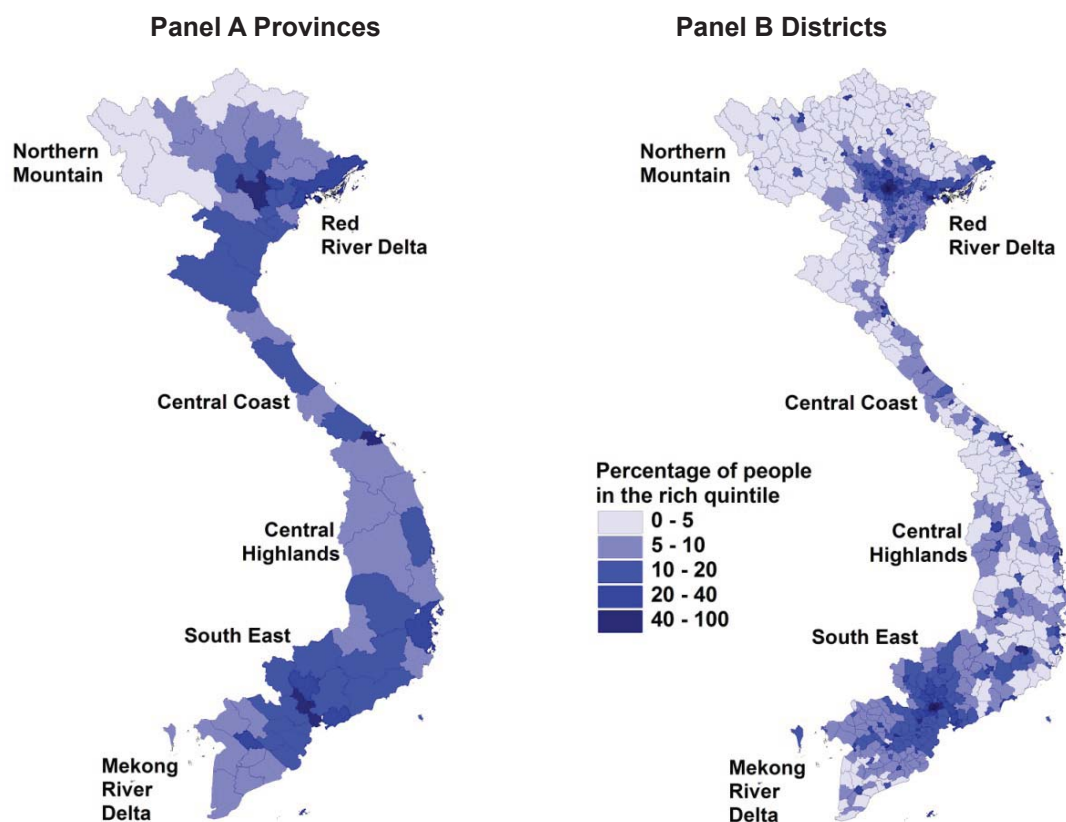 Panel A Provinces
Northern
Mountain
Red
River Delta
Central Coast
Central
Highlands
South East
Mekong
River
Delta
Panel B Districts
Northern
Mountain
Red
River Delta
Central Coast
Percentage of people
in the rich quintile
0 - 5
5 - 10
10 - 20
20 - 40
40 - 100
Central
Highlands
South East
Mekong
River
Delta